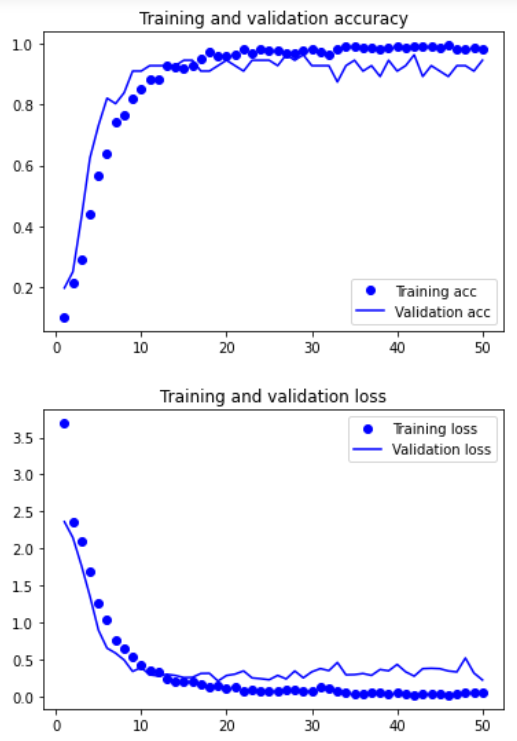 Training and validation accuracy
1.0
0.8
0.6
0.4
0.2
Training acc
Validation acc
0 10 20 30 40 50
Training and validation loss
3.5
3.0
2.5
2.0
1.5
1.0
0.5
0.0
Training loss
Validation loss
0 10 20 30 40 50